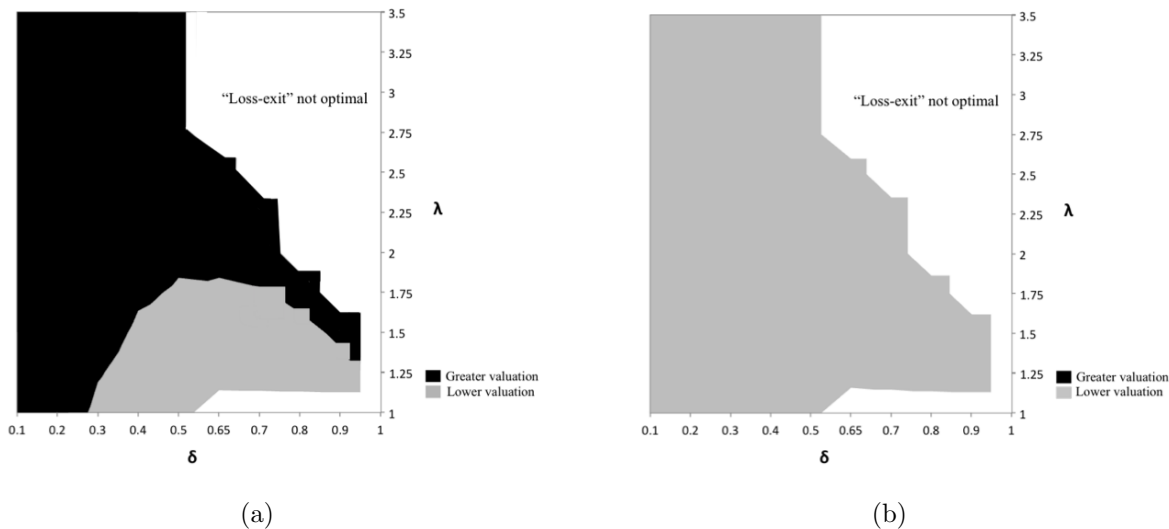 3.5
3.25
3
2.75
2.5
2.25
2
1.75
1.5
1.25
1
λ
"Loss-exit" not optimal
Greater valuation
Lower valuation
0.1 0.2 0.3 0.4 0.5 0.65 0.7 0.8 0.9 1
δ
(a)
3.5
3.25
3
2.75
2.5
2.25
2
1.75
1.5
1.25
1
λ
"Loss-exit" not optimal
Greater valuation
Lower valuation
0.1 0.2 0.3 0.4 0.5 0.65 0.7 0.8 0.9 1
δ
(b)